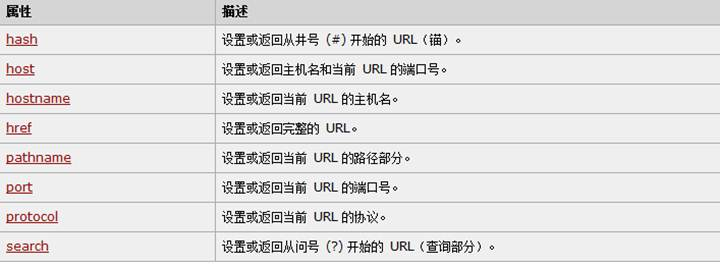 属性 描述
hash 设置或返回从井号 (#) 开始的 URL（锚）。
host 设置或返回主机名和当前 URL 的端口号。
hostname 设置或返回当前 URL 的主机名。
href 设置或返回完整的 URL。
pathname 设置或返回当前 URL 的路径部分。
port 设置或返回当前 URL 的端口号。
protocol 设置或返回当前 URL 的协议。
search 设置或返回从问号 (?) 开始的 URL（查询部分）。